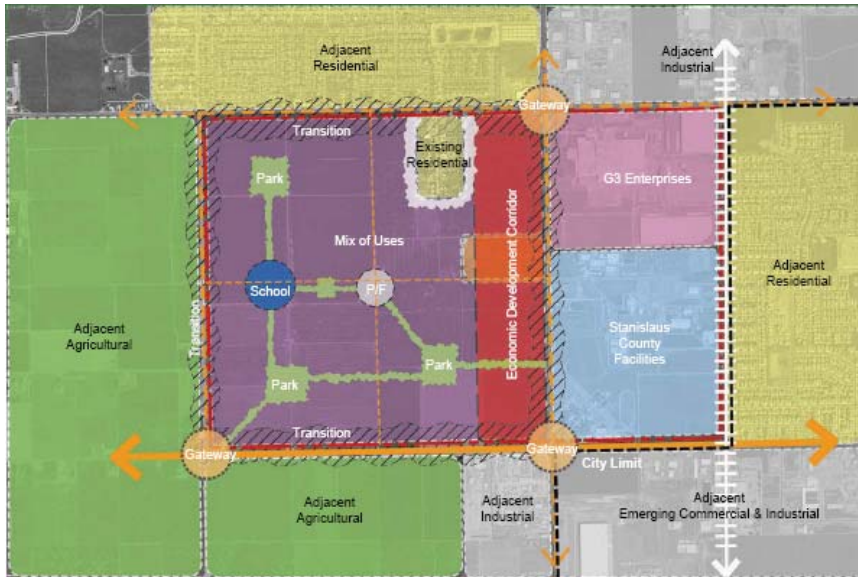 Adjacent
Residential
Adjacent
Industrial
Gateway
Transition
Existing
Residential
Park
G3 Enterprises
Mix of Uses
Economic Development Corridor
Adjacent
Residential
School
P/F
Transition
Adjacent
Agricultural
Stanislaus
County
Facilities
Park
Park
Transition
Gateway
Gateway
City Limit
Adjacent
Agricultural
Adjacent
Industrial
Adjacent
Emerging Commercial & Industrial